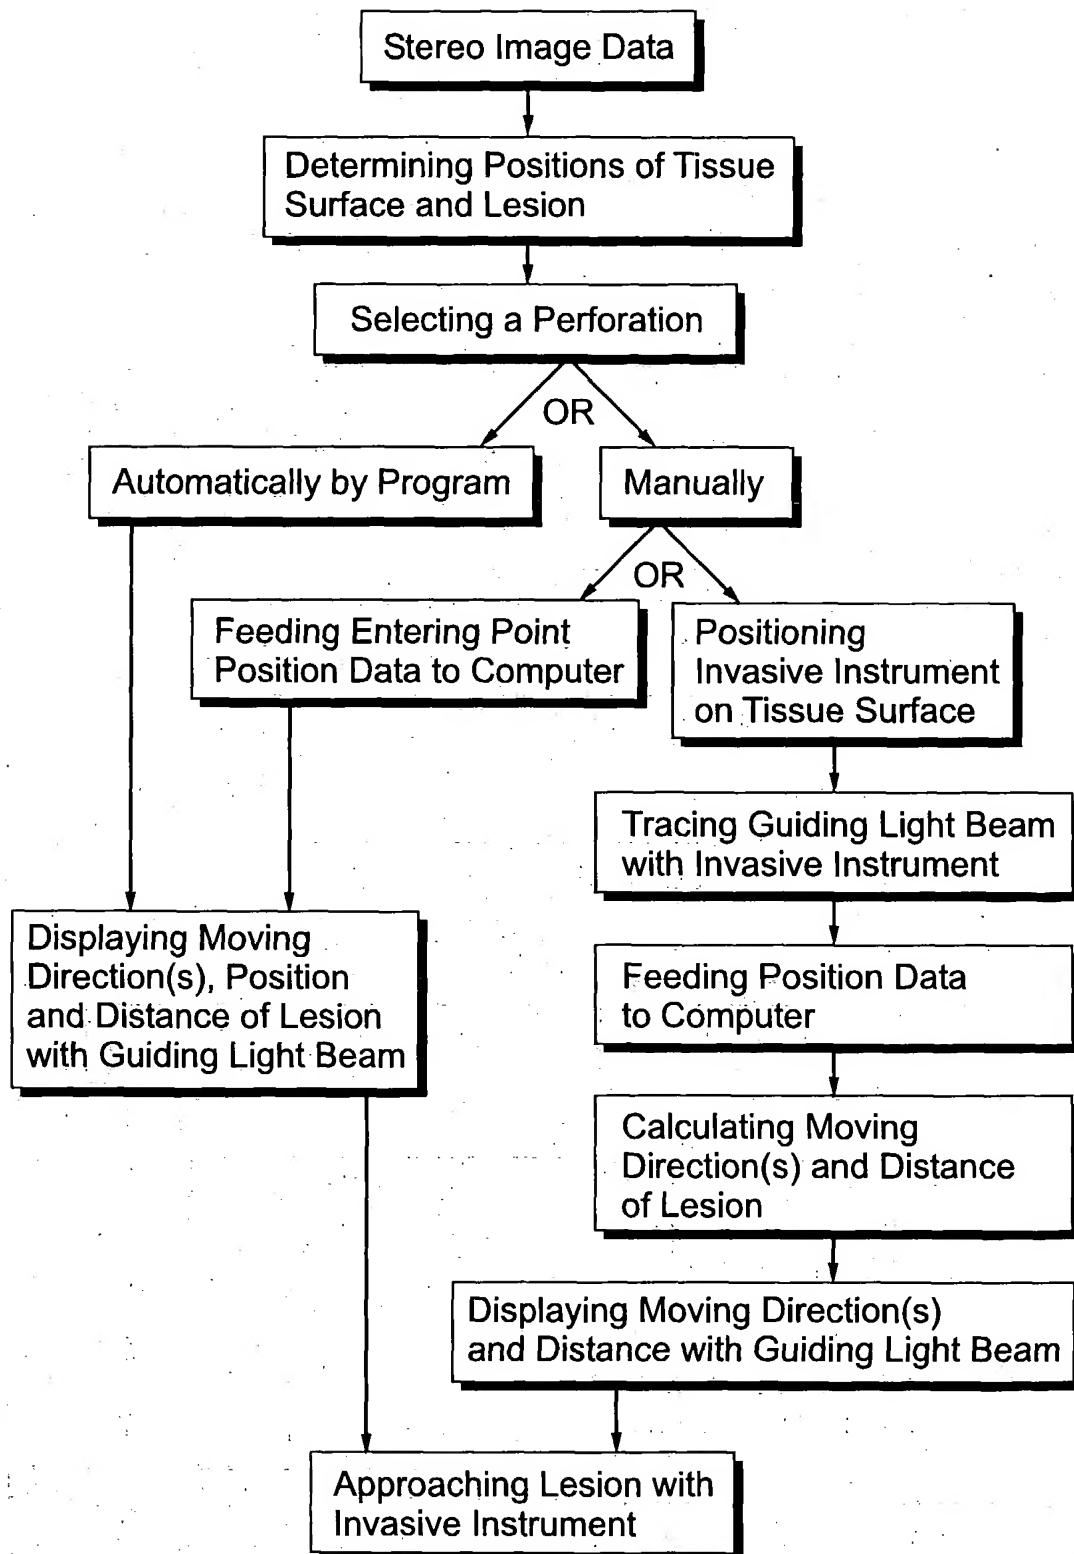 Stereo Image Data
Determining Positions of Tissue
Surface and Lesion
Selecting a Perforation
OR
Automatically by Program
Manually
OR
Feeding Entering Point
Position Data to Computer
Positioning
Invasive Instrument
on Tissue Surface
Tracing Guiding Light Beam
with Invasive Instrument
Displaying Moving
Direction(s), Position
and Distance of Lesion
with Guiding Light Beam
Feeding Position Data
to Computer
Calculating Moving
Direction(s) and Distance
of Lesion
Displaying Moving Direction(s)
and Distance with Guiding Light Beam
Approaching Lesion with
Invasive Instrument